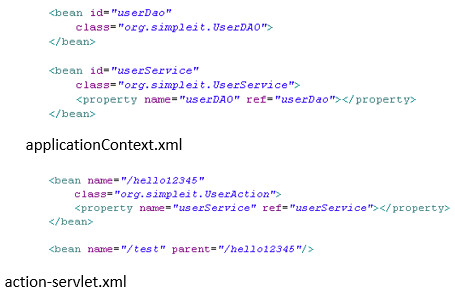 <bean id="userDao"
class="org.simpleit.UserDAO">
</bean>
<bean id="userService"
class="org.simpleit.UserService">
<property name="userDAO" ref="userDao"></property>
</bean>
applicationContext.xml
<bean name="/hello12345"
class="org.simpleit.UserAction">
<property name="userService" ref="userService"></property>
</bean>
<bean name="/test" parent="/hello12345"/>
action-servlet.xml